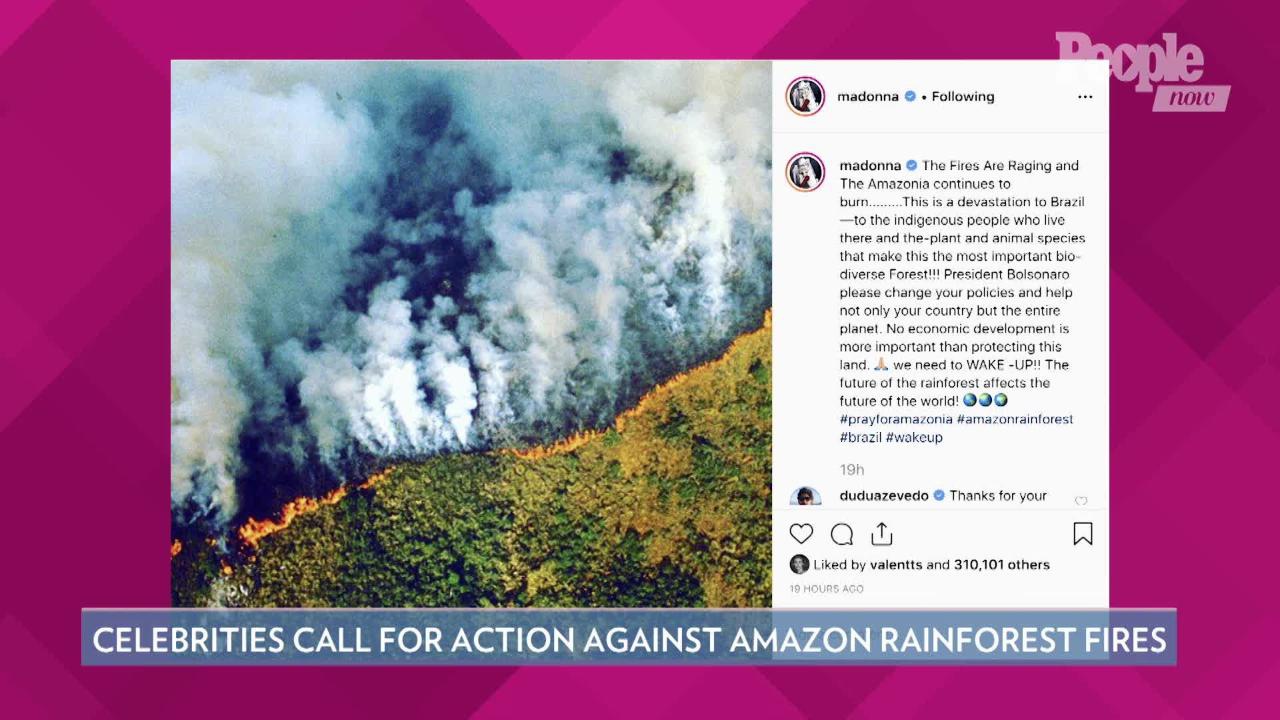 People
now
madonna • Following
madonna The Fires Are Raging and
The Amazonia continues to
burn.........This is a devastation to Brazil
—to the indigenous people who live
there and the-plant and animal species
that make this the most important bio-
diverse Forest!!! President Bolsonaro
please change your policies and help
not only your country but the entire
planet. No economic development is
more important than protecting this
land. 🙏🏼 we need to WAKE -UP!! The
future of the rainforest affects the
future of the world! 🌎🌏🌍
#prayforamazonia #amazonrainforest
#brazil #wakeup
19h
duduazevedo Thanks for your
Liked by valentts and 310,101 others
19 HOURS AGO
CELEBRITIES CALL FOR ACTION AGAINST AMAZON RAINFOREST FIRES